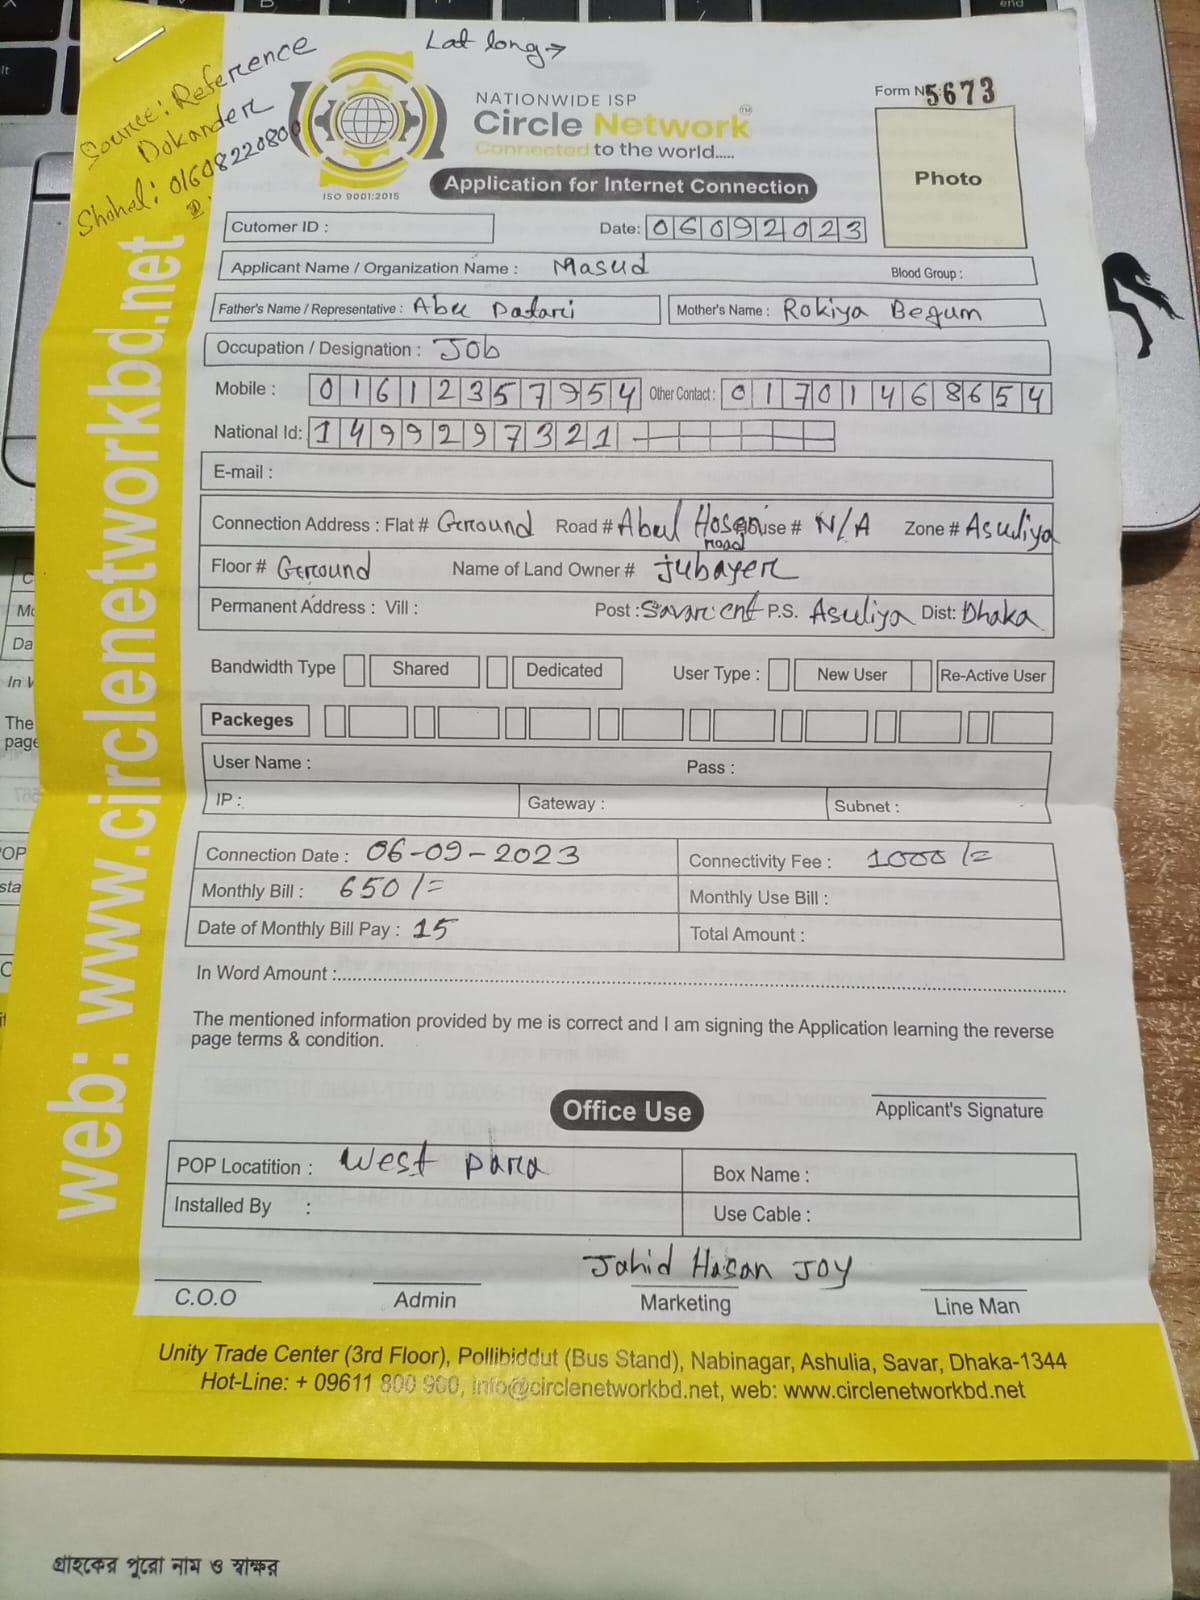 Lat long→
Source: Reference
Dokander
Shohel: 01608220800
NATIONWIDE ISP
Circle Network™
Connected to the world.....
ISO 9001:2015
Application for Internet Connection
Form N 5673
Photo
Cutomer ID :
Date: 06092023
Applicant Name / Organization Name : Masud
Blood Group :
Father's Name / Representative : Abu Datari
Mother's Name : Rokiya Begum
Occupation / Designation : Job
Mobile : 01612357954 Other Contact : 01701468654
National Id: 1499297321
E-mail :
Connection Address : Flat # Ground Road # Abul Hosen road House # N/A Zone # Asuliya
Floor # Ground Name of Land Owner # Jubayer
Permanent Address : Vill : Post : Savar cent P.S. Asuliya Dist: Dhaka
Bandwidth Type Shared Dedicated User Type : New User Re-Active User
Packeges
User Name : Pass :
IP : Gateway : Subnet :
Connection Date : 06-09-2023 Connectivity Fee : 1000/=
Monthly Bill : 650/= Monthly Use Bill :
Date of Monthly Bill Pay : 15 Total Amount :
In Word Amount :
The mentioned information provided by me is correct and I am signing the Application learning the reverse
page terms & condition.
Applicant's Signature
Office Use
POP Locatition : West para Box Name :
Installed By : Use Cable :
Jahid Hasan Joy
C.O.O Admin Marketing Line Man
Unity Trade Center (3rd Floor), Pollibiddut (Bus Stand), Nabinagar, Ashulia, Savar, Dhaka-1344
Hot-Line: + 09611 800 900, info@circlenetworkbd.net, web: www.circlenetworkbd.net
web: www.circlenetworkbd.net
গ্রাহকের পুরো নাম ও স্বাক্ষর